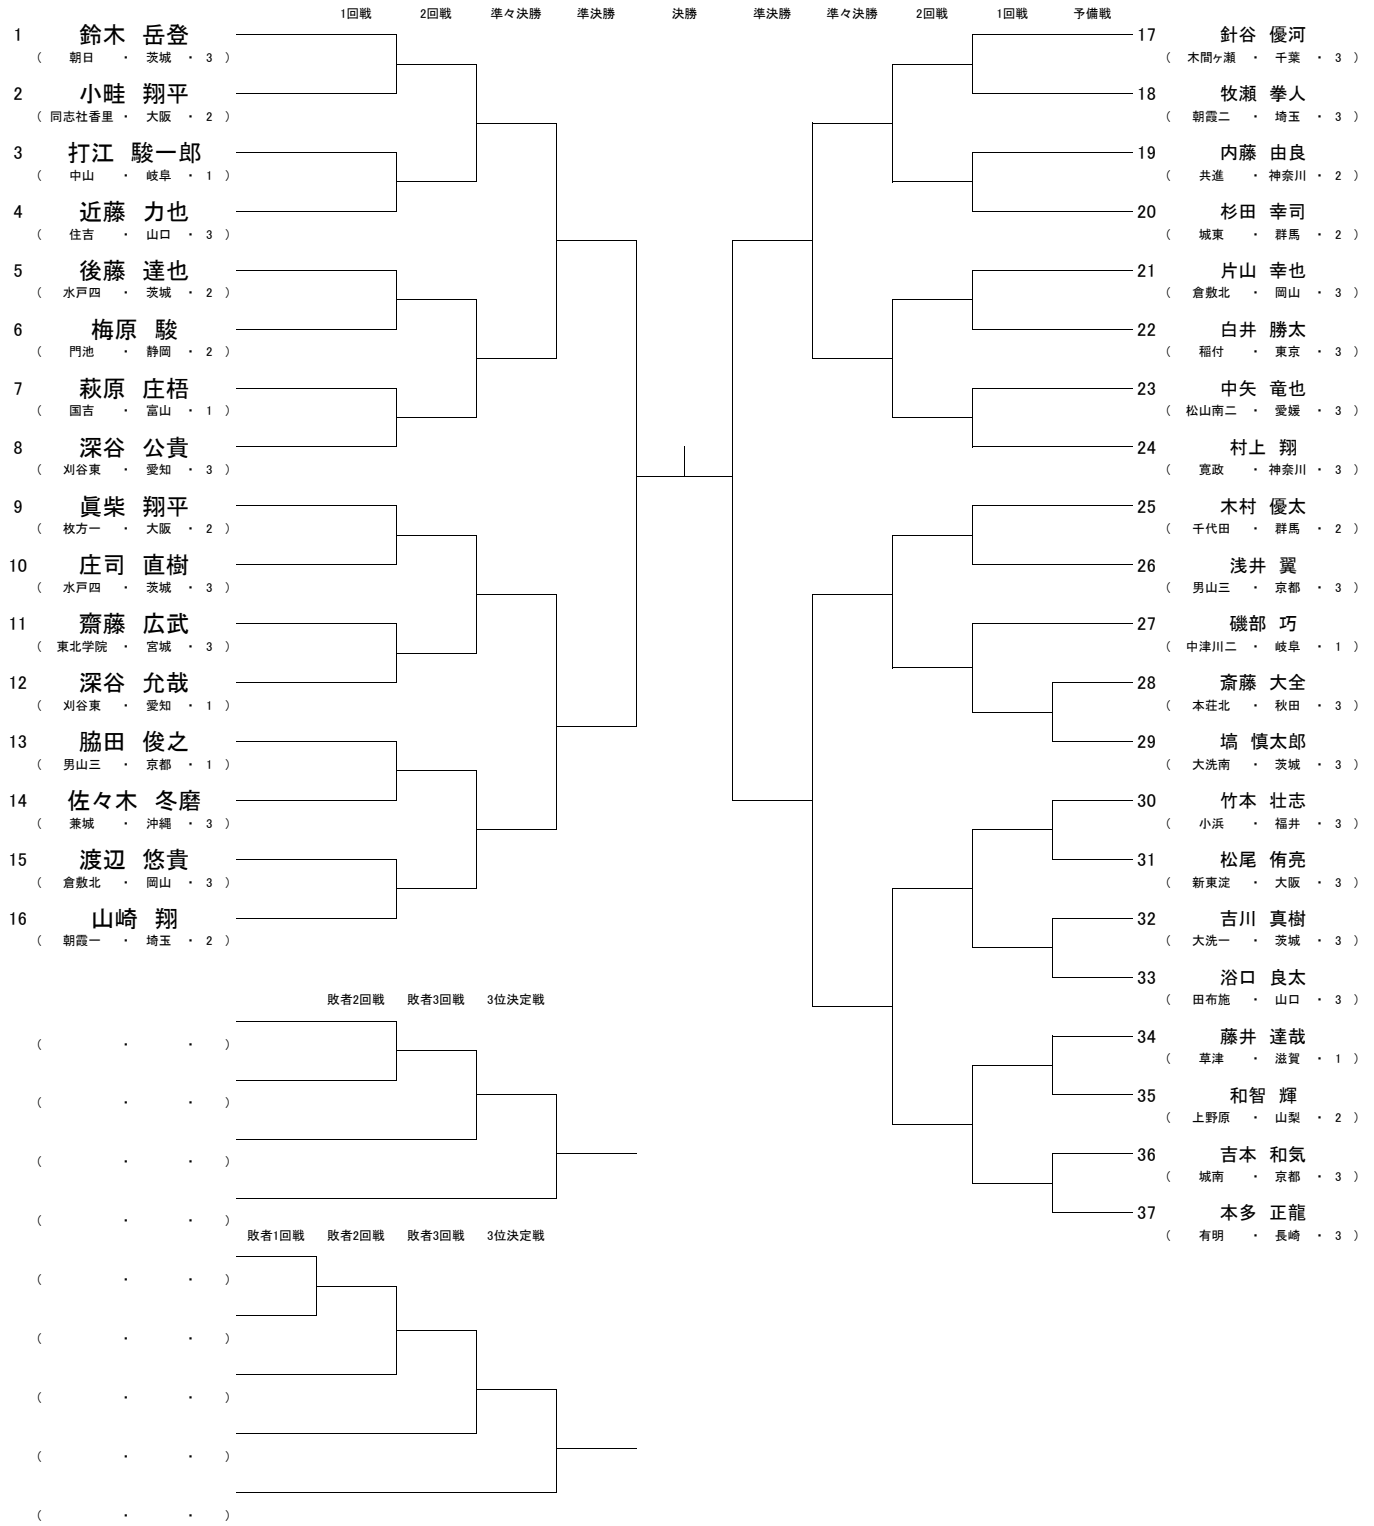 1回戦 2回戦 準々決勝 準決勝 決勝 準決勝 準々決勝 2回戦 1回戦 予備戦
1 鈴木 岳登
( 朝日 ・ 茨城 ・ 3 )
2 小畦 翔平
( 同志社香里 ・ 大阪 ・ 2 )
3 打江 駿一郎
( 中山 ・ 岐阜 ・ 1 )
4 近藤 力也
( 住吉 ・ 山口 ・ 3 )
5 後藤 達也
( 水戸四 ・ 茨城 ・ 2 )
6 梅原 駿
( 門池 ・ 静岡 ・ 2 )
7 萩原 庄梧
( 国吉 ・ 富山 ・ 1 )
8 深谷 公貴
( 刈谷東 ・ 愛知 ・ 3 )
9 眞柴 翔平
( 枚方一 ・ 大阪 ・ 2 )
10 庄司 直樹
( 水戸四 ・ 茨城 ・ 3 )
11 齋藤 広武
( 東北学院 ・ 宮城 ・ 3 )
12 深谷 允哉
( 刈谷東 ・ 愛知 ・ 1 )
13 脇田 俊之
( 男山三 ・ 京都 ・ 1 )
14 佐々木 冬磨
( 兼城 ・ 沖縄 ・ 3 )
15 渡辺 悠貴
( 倉敷北 ・ 岡山 ・ 3 )
16 山崎 翔
( 朝霞一 ・ 埼玉 ・ 2 )
17 針谷 優河
( 木間ヶ瀬 ・ 千葉 ・ 3 )
18 牧瀬 拳人
( 朝霞二 ・ 埼玉 ・ 3 )
19 内藤 由良
( 共進 ・ 神奈川 ・ 2 )
20 杉田 幸司
( 城東 ・ 群馬 ・ 2 )
21 片山 幸也
( 倉敷北 ・ 岡山 ・ 3 )
22 白井 勝太
( 稲付 ・ 東京 ・ 3 )
23 中矢 竜也
( 松山南二 ・ 愛媛 ・ 3 )
24 村上 翔
( 寛政 ・ 神奈川 ・ 3 )
25 木村 優太
( 千代田 ・ 群馬 ・ 2 )
26 浅井 翼
( 男山三 ・ 京都 ・ 3 )
27 磯部 巧
( 中津川二 ・ 岐阜 ・ 1 )
28 斎藤 大全
( 本荘北 ・ 秋田 ・ 3 )
29 塙 慎太郎
( 大洗南 ・ 茨城 ・ 3 )
30 竹本 壮志
( 小浜 ・ 福井 ・ 3 )
31 松尾 侑亮
( 新東淀 ・ 大阪 ・ 3 )
32 吉川 真樹
( 大洗一 ・ 茨城 ・ 3 )
33 浴口 良太
( 田布施 ・ 山口 ・ 3 )
34 藤井 達哉
( 草津 ・ 滋賀 ・ 1 )
35 和智 輝
( 上野原 ・ 山梨 ・ 2 )
36 吉本 和気
( 城南 ・ 京都 ・ 3 )
37 本多 正龍
( 有明 ・ 長崎 ・ 3 )
敗者2回戦 敗者3回戦 3位決定戦
( ・ ・ )
( ・ ・ )
( ・ ・ )
( ・ ・ )
敗者1回戦 敗者2回戦 敗者3回戦 3位決定戦
( ・ ・ )
( ・ ・ )
( ・ ・ )
( ・ ・ )
( ・ ・ )